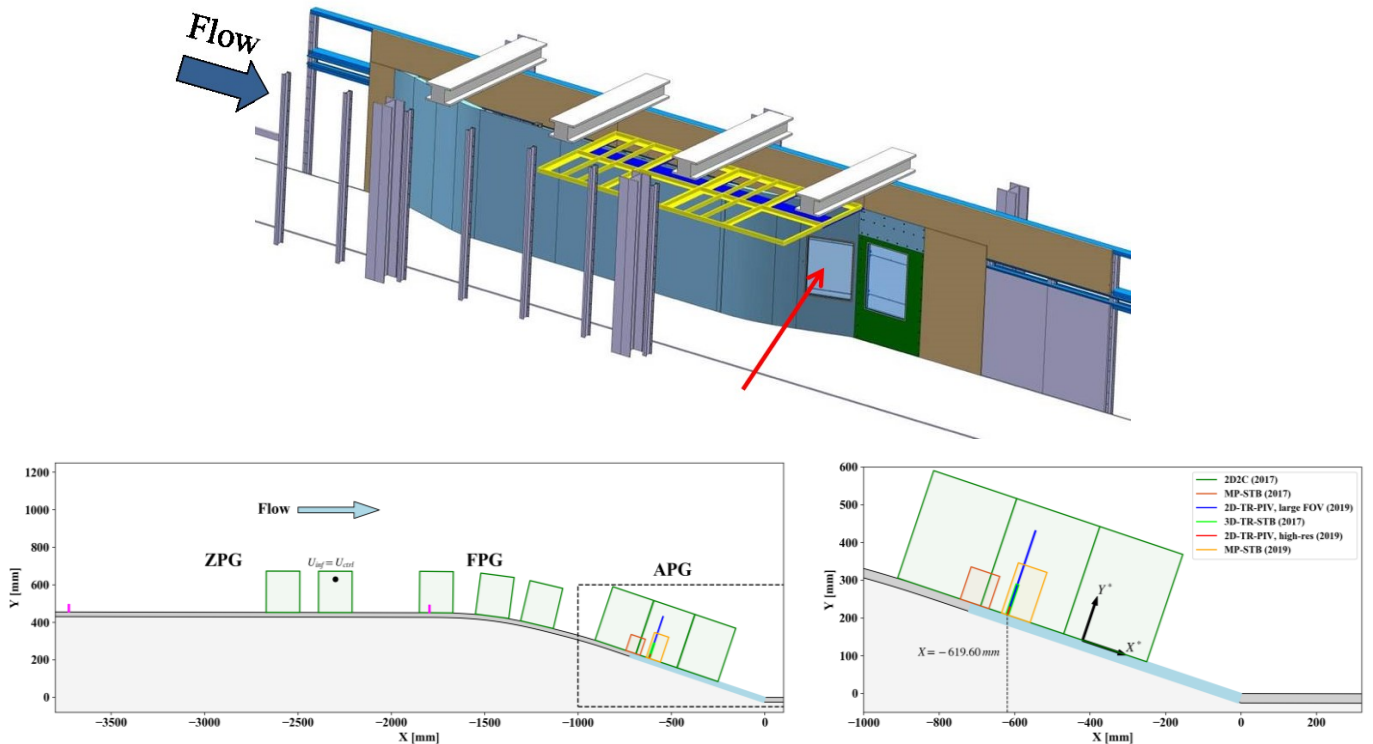 Flow
1200
1000
800
600
400
200
0
Y [mm]
Flow
ZPG
U_inf = U_ctrl
FPG
APG
−3500 −3000 −2500 −2000 −1500 −1000 −500 0
X [mm]
600
500
400
300
200
100
0
Y [mm]
2D2C (2017)
MP-STB (2017)
2D-TR-PIV, large FOV (2019)
3D-TR-STB (2017)
2D-TR-PIV, high-res (2019)
MP-STB (2019)
Y*
X*
X = −619.60 mm
−1000 −800 −600 −400 −200 0 200
X [mm]